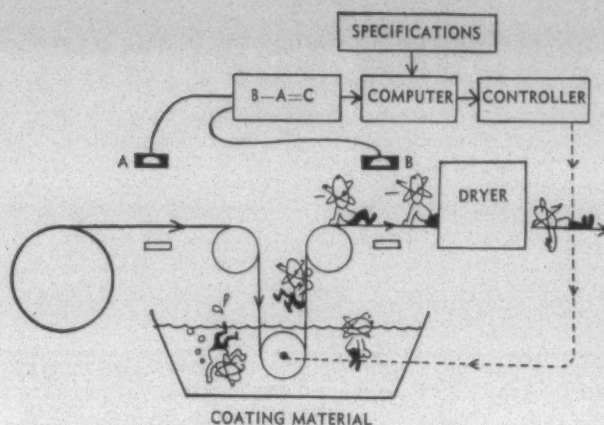 SPECIFICATIONS
B—A=C
COMPUTER
CONTROLLER
A
B
DRYER
COATING MATERIAL